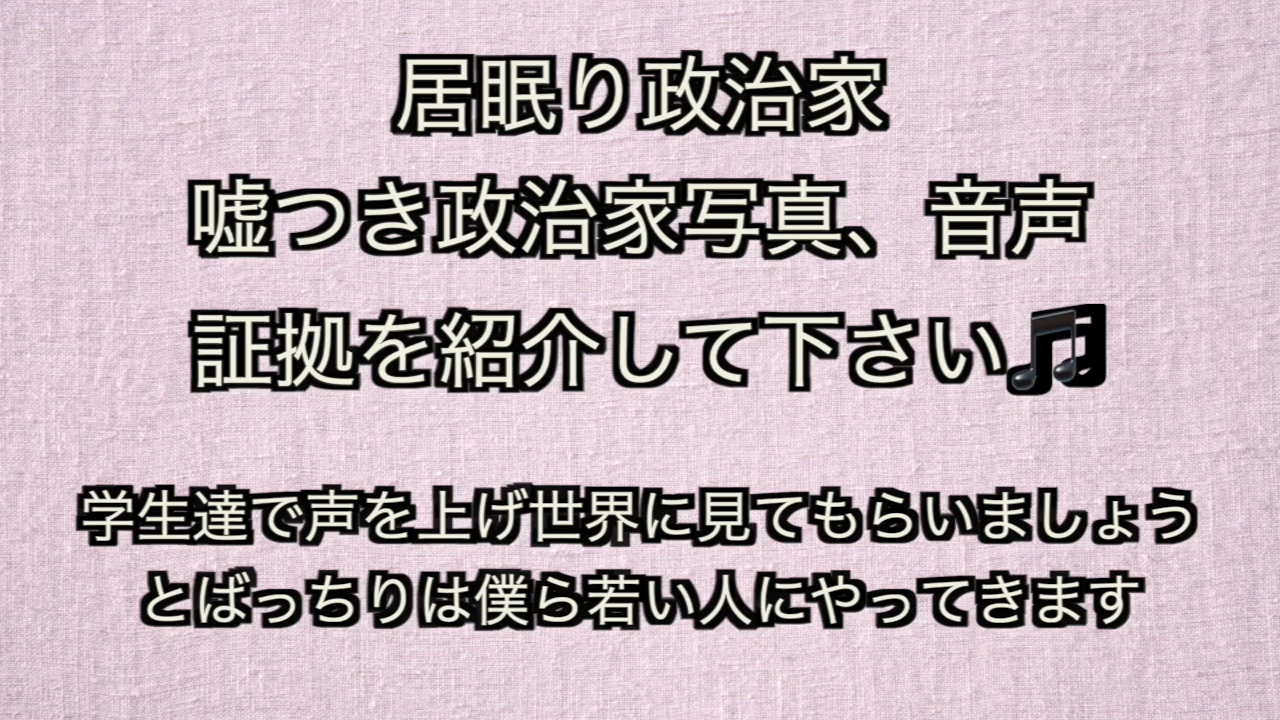 居眠り政治家
嘘つき政治家写真、音声
証拠を紹介して下さい🎵
学生達で声を上げ世界に見てもらいましょう
とばっちりは僕ら若い人にやってきます